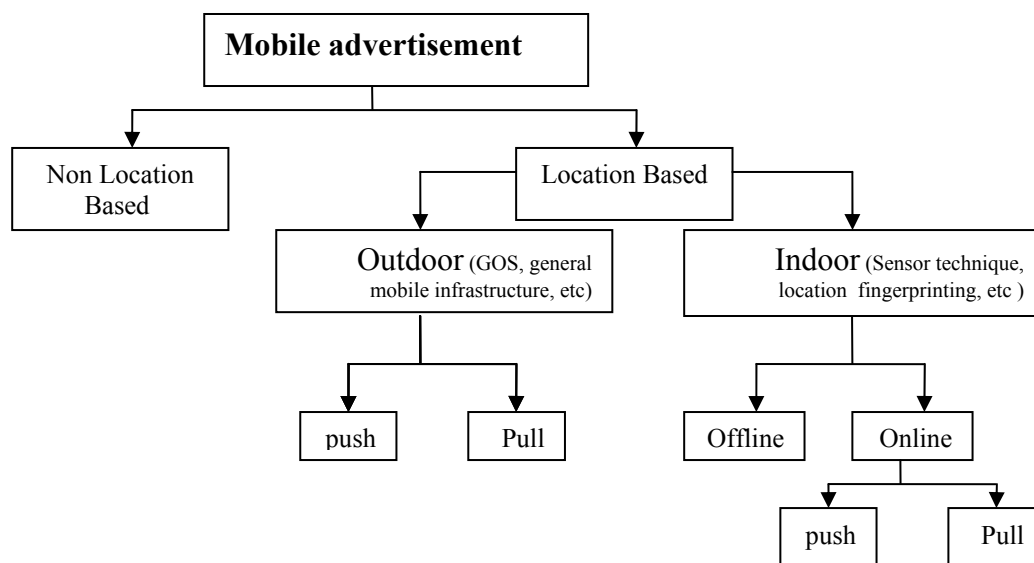 Mobile advertisement
Non Location
Based
Location Based
Outdoor (GOS, general
mobile infrastructure, etc)
Indoor (Sensor technique,
location fingerprinting, etc )
push
Pull
Offline
Online
push
Pull